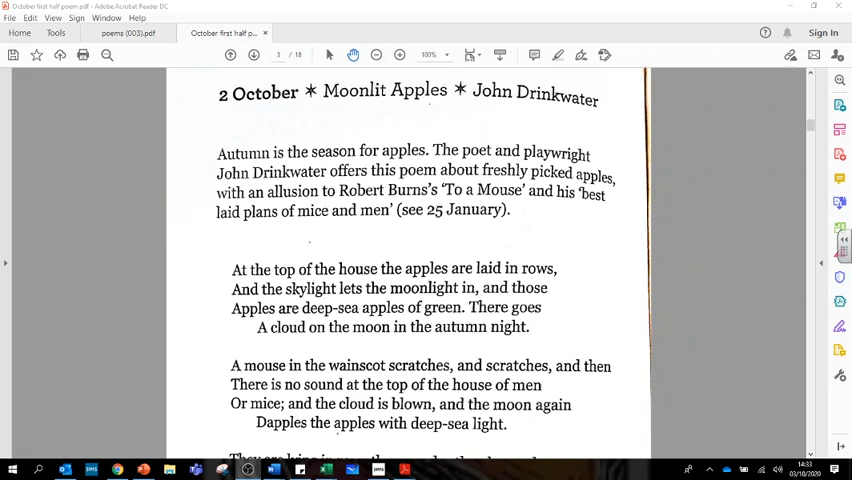 October first half poem.pdf - Adobe Acrobat Reader DC
File Edit View Sign Window Help
Home Tools poems (003).pdf October first half p... × Sign In
3 / 18 100%
2 October ✶ Moonlit Apples ✶ John Drinkwater
Autumn is the season for apples. The poet and playwright
John Drinkwater offers this poem about freshly picked apples,
with an allusion to Robert Burns's 'To a Mouse' and his 'best
laid plans of mice and men' (see 25 January).
At the top of the house the apples are laid in rows,
And the skylight lets the moonlight in, and those
Apples are deep-sea apples of green. There goes
A cloud on the moon in the autumn night.
A mouse in the wainscot scratches, and scratches, and then
There is no sound at the top of the house of men
Or mice; and the cloud is blown, and the moon again
Dapples the apples with deep-sea light.
14:33
03/10/2020